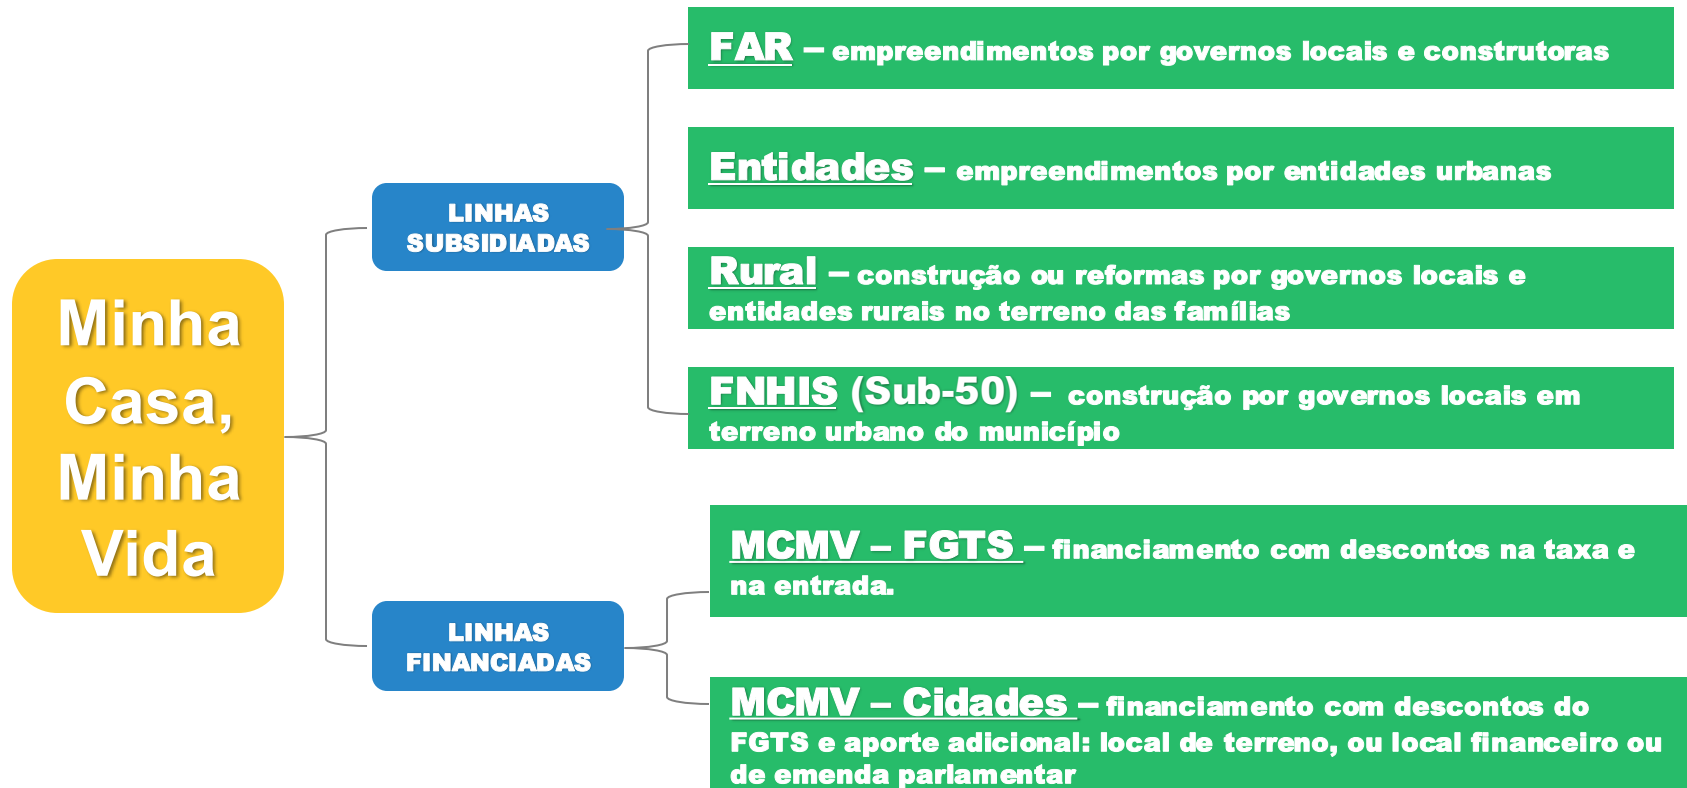 Minha
Casa,
Minha
Vida
LINHAS
SUBSIDIADAS
FAR – empreendimentos por governos locais e construtoras
Entidades – empreendimentos por entidades urbanas
Rural – construção ou reformas por governos locais e
entidades rurais no terreno das famílias
FNHIS (Sub-50) – construção por governos locais em
terreno urbano do município
LINHAS
FINANCIADAS
MCMV – FGTS – financiamento com descontos na taxa e
na entrada.
MCMV – Cidades – financiamento com descontos do
FGTS e aporte adicional: local de terreno, ou local financeiro ou
de emenda parlamentar